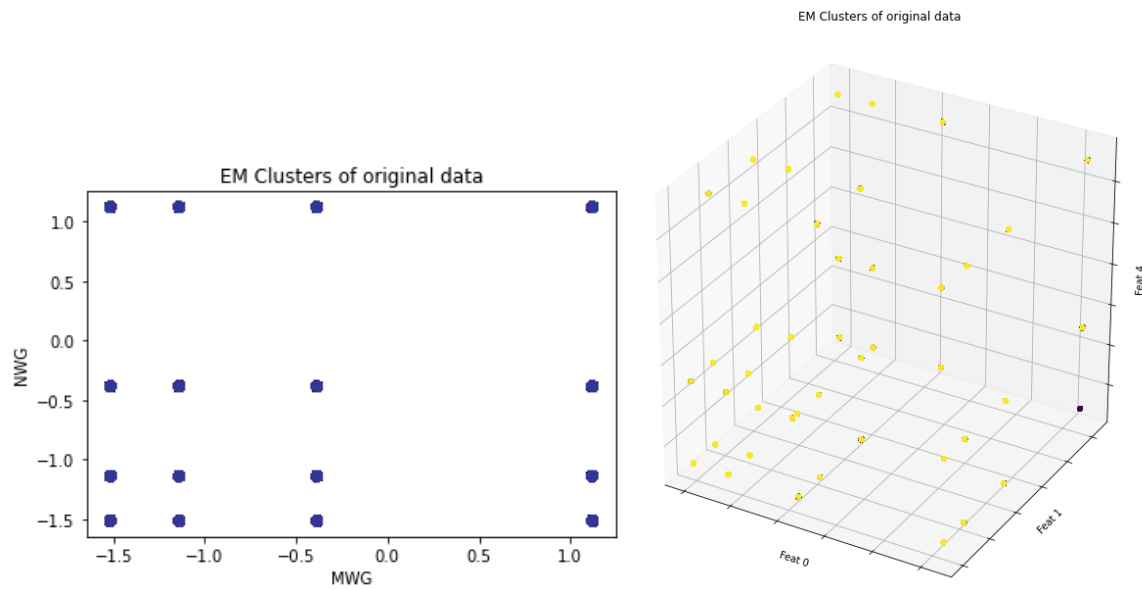 EM Clusters of original data
1.0
0.5
0.0
−0.5
−1.0
−1.5
NWG
−1.5 −1.0 −0.5 0.0 0.5 1.0
MWG
EM Clusters of original data
Feat 4
Feat 1
Feat 0